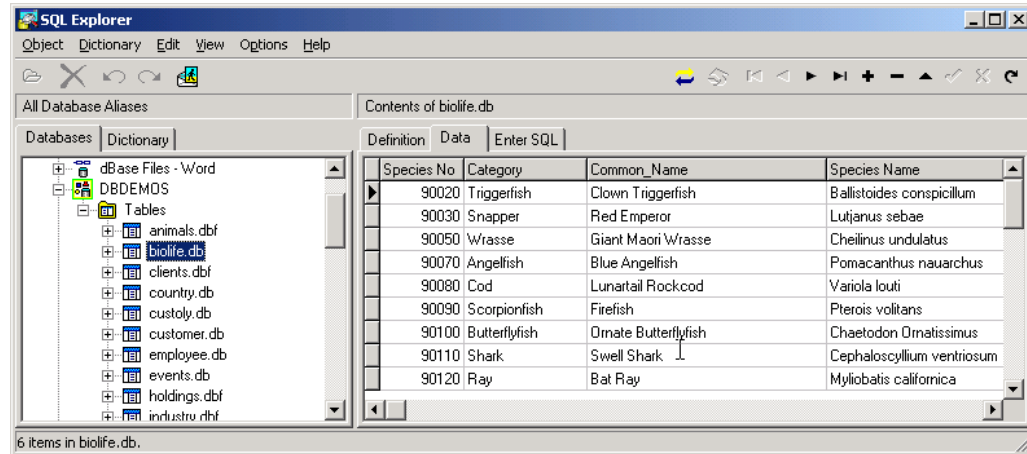 SQL Explorer
Object Dictionary Edit View Options Help
All Database Aliases
Contents of biolife.db
Databases Dictionary
Definition Data Enter SQL
dBase Files - Word
DBDEMOS
Tables
animals.dbf
biolife.db
clients.dbf
country.db
custoly.db
customer.db
employee.db
events.db
holdings.dbf
industry.dbf
Species No Category Common_Name Species Name
90020 Triggerfish Clown Triggerfish Ballistoides conspicillum
90030 Snapper Red Emperor Lutjanus sebae
90050 Wrasse Giant Maori Wrasse Cheilinus undulatus
90070 Angelfish Blue Angelfish Pomacanthus nauarchus
90080 Cod Lunartail Rockcod Variola louti
90090 Scorpionfish Firefish Pterois volitans
90100 Butterflyfish Ornate Butterflyfish Chaetodon Ornatissimus
90110 Shark Swell Shark Cephaloscyllium ventriosum
90120 Ray Bat Ray Myliobatis californica
6 items in biolife.db.